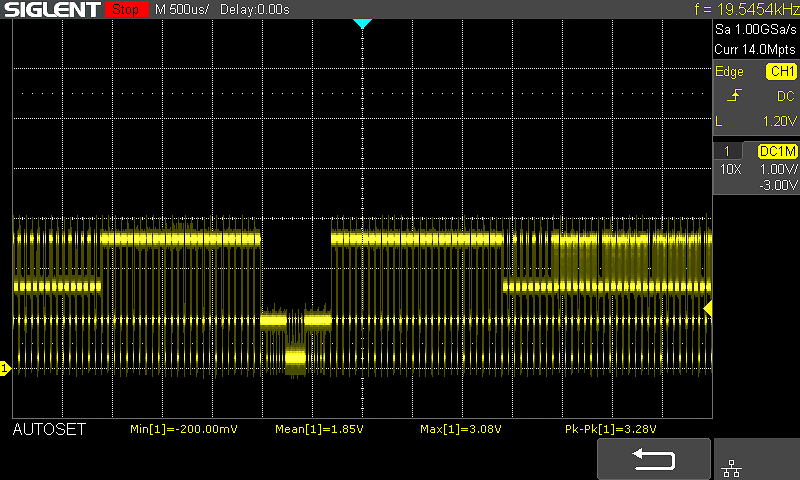 SIGLENT Stop M 500us/ Delay:0.00s f = 19.5454kHz
Sa 1.00GSa/s
Curr 14.0Mpts
Edge CH1
DC
L 1.20V
1 DC1M
10X 1.00V/
-3.00V
1
AUTOSET Min[1]=-200.00mV Mean[1]=1.85V Max[1]=3.08V Pk-Pk[1]=3.28V